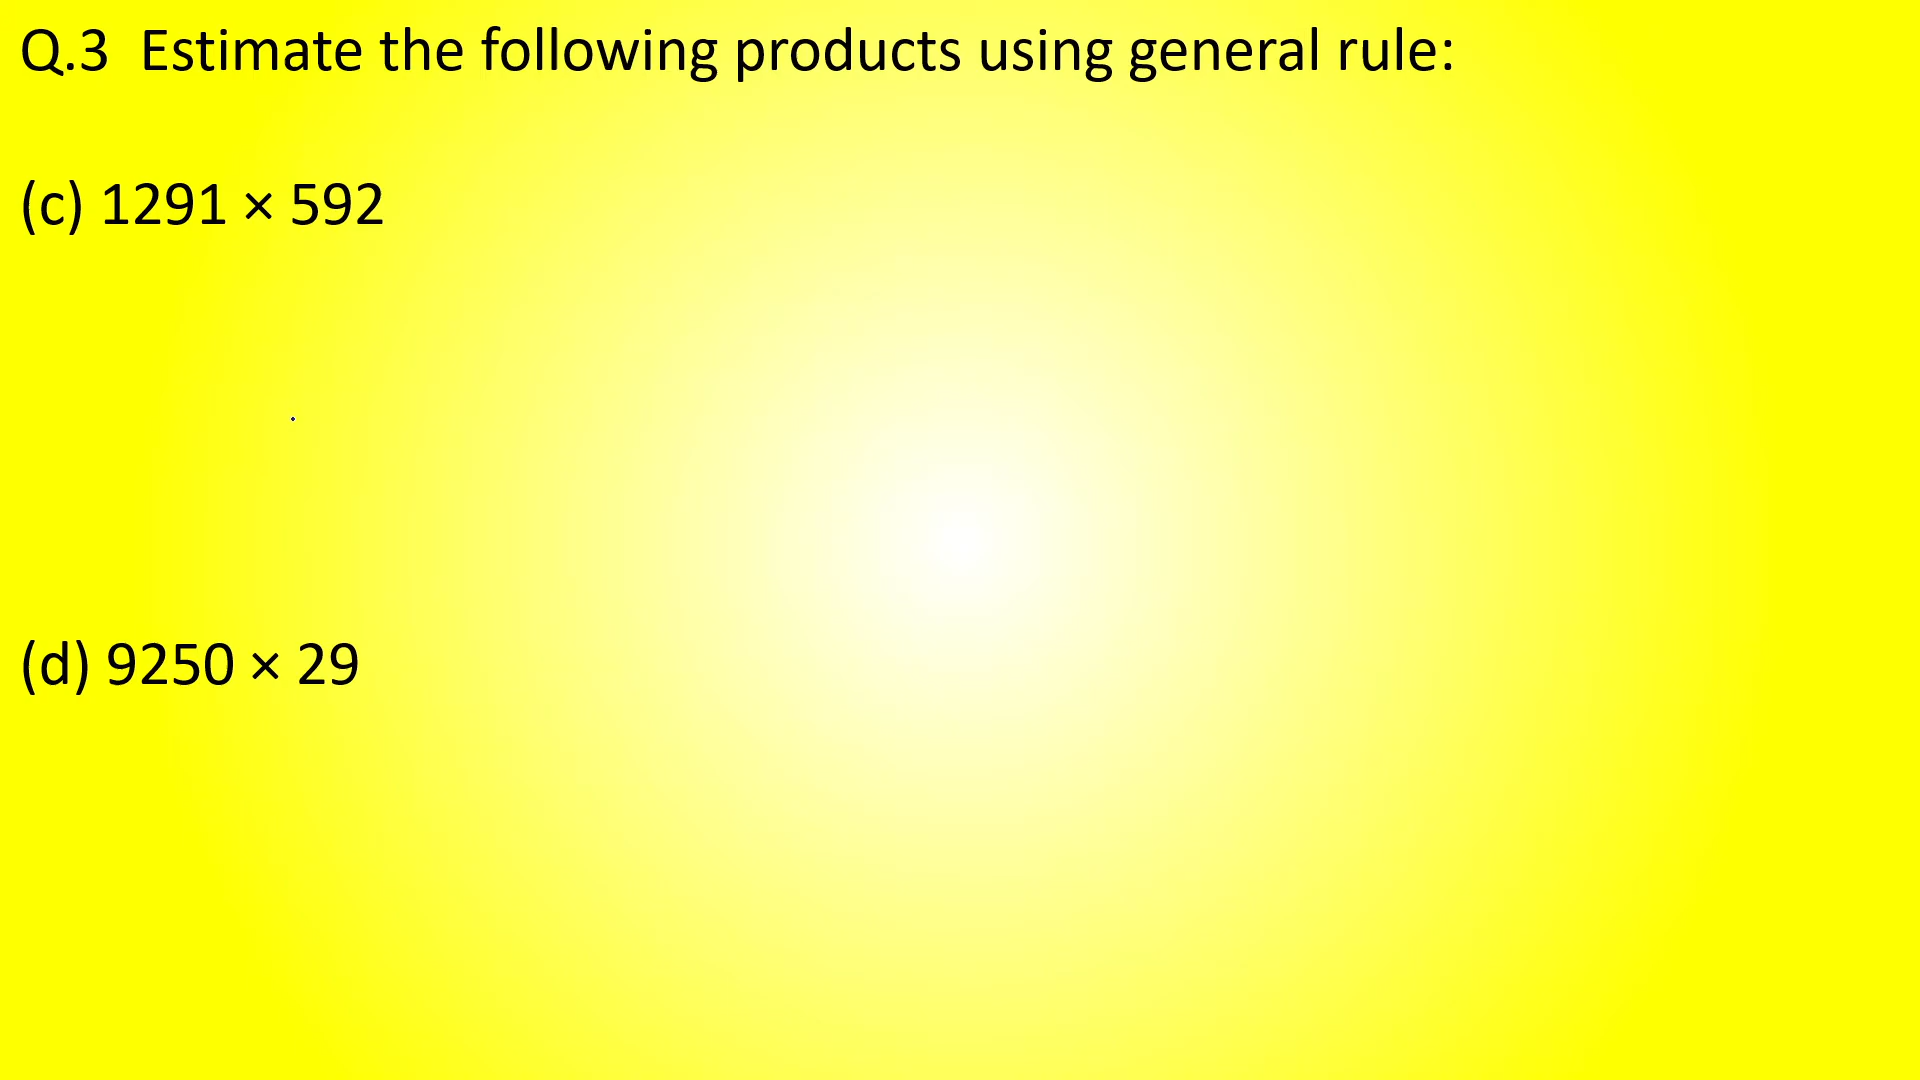 Q.3  Estimate the following products using general rule:
(c) 1291 × 592
(d) 9250 × 29